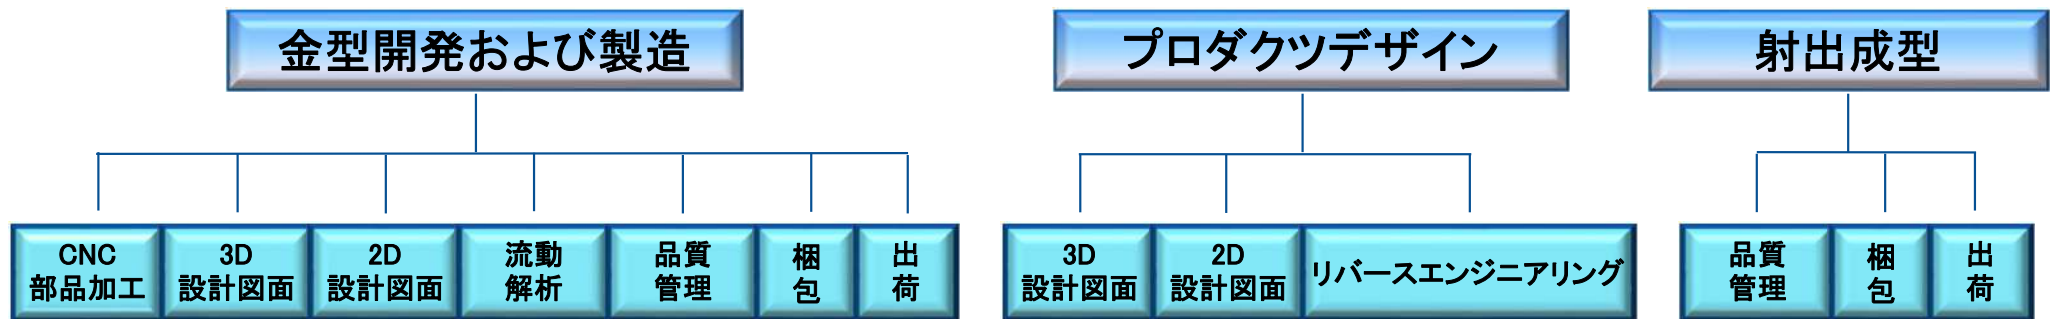 金型開発および製造
プロダクツデザイン
射出成型
CNC
部品加工
3D
設計図面
2D
設計図面
流動
解析
品質
管理
梱
包
出
荷
3D
設計図面
2D
設計図面
リバースエンジニアリング
品質
管理
梱
包
出
荷